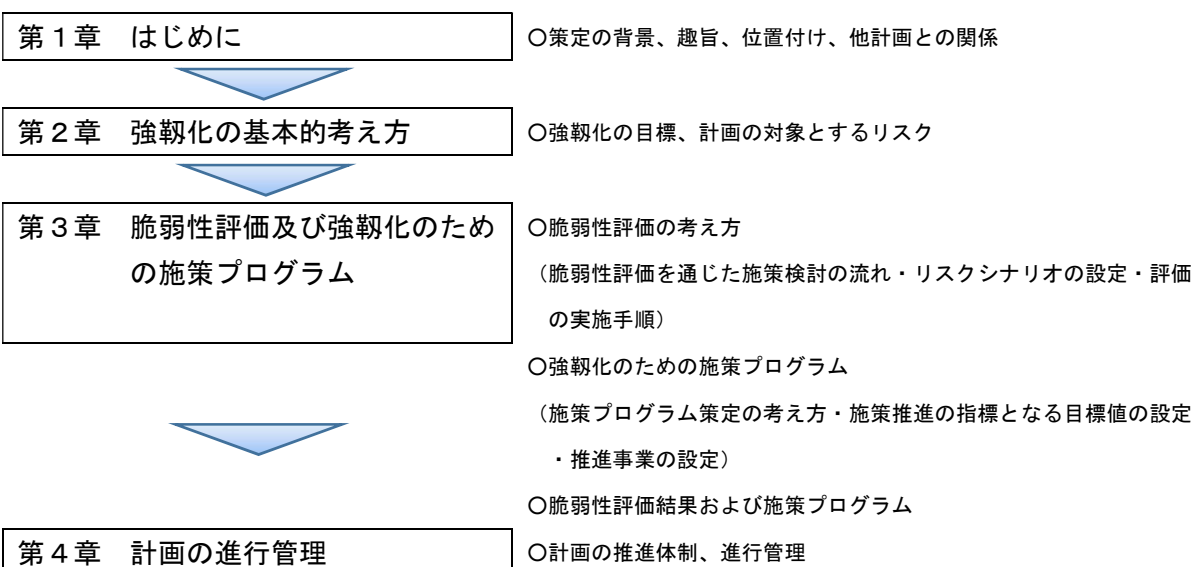 第１章　はじめに
〇策定の背景、趣旨、位置付け、他計画との関係
第２章　強靱化の基本的考え方
〇強靱化の目標、計画の対象とするリスク
第３章　脆弱性評価及び強靱化のため
の施策プログラム
〇脆弱性評価の考え方
（脆弱性評価を通じた施策検討の流れ・リスクシナリオの設定・評価
の実施手順）
〇強靱化のための施策プログラム
（施策プログラム策定の考え方・施策推進の指標となる目標値の設定
・推進事業の設定）
〇脆弱性評価結果および施策プログラム
第４章　計画の進行管理
〇計画の推進体制、進行管理